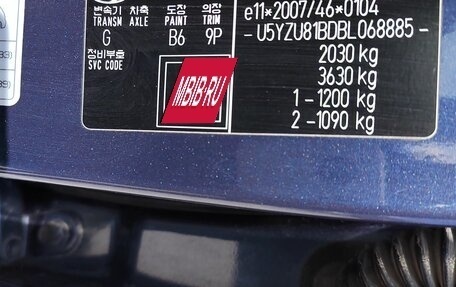 변속기 차축 도장 의장
TRANSM AXLE PAINT TRIM
G B6 9P
정비부호
SVC CODE
e11*2007/46*0104
- U5YZU81BDBL068885 -
2030 kg
3630 kg
1 - 1200 kg
2 - 1090 kg
MBIB.RU